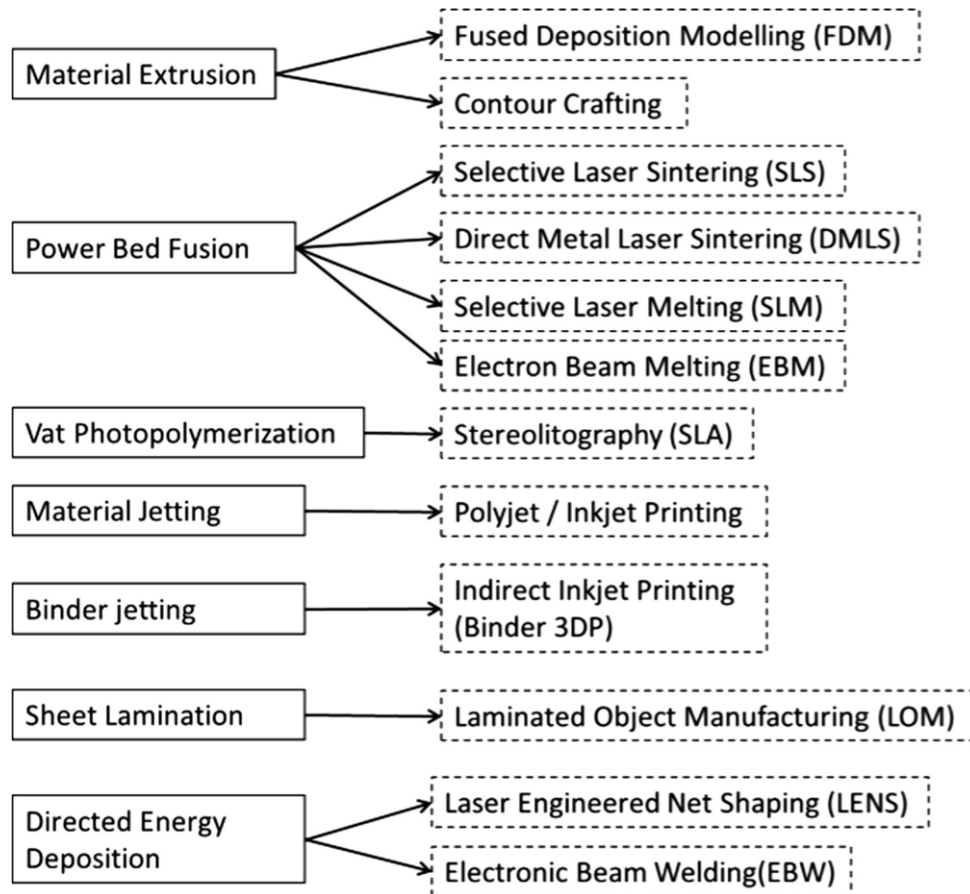 Material Extrusion
Fused Deposition Modelling (FDM)
Contour Crafting
Power Bed Fusion
Selective Laser Sintering (SLS)
Direct Metal Laser Sintering (DMLS)
Selective Laser Melting (SLM)
Electron Beam Melting (EBM)
Vat Photopolymerization
Stereolitography (SLA)
Material Jetting
Polyjet / Inkjet Printing
Binder jetting
Indirect Inkjet Printing
(Binder 3DP)
Sheet Lamination
Laminated Object Manufacturing (LOM)
Directed Energy
Deposition
Laser Engineered Net Shaping (LENS)
Electronic Beam Welding(EBW)